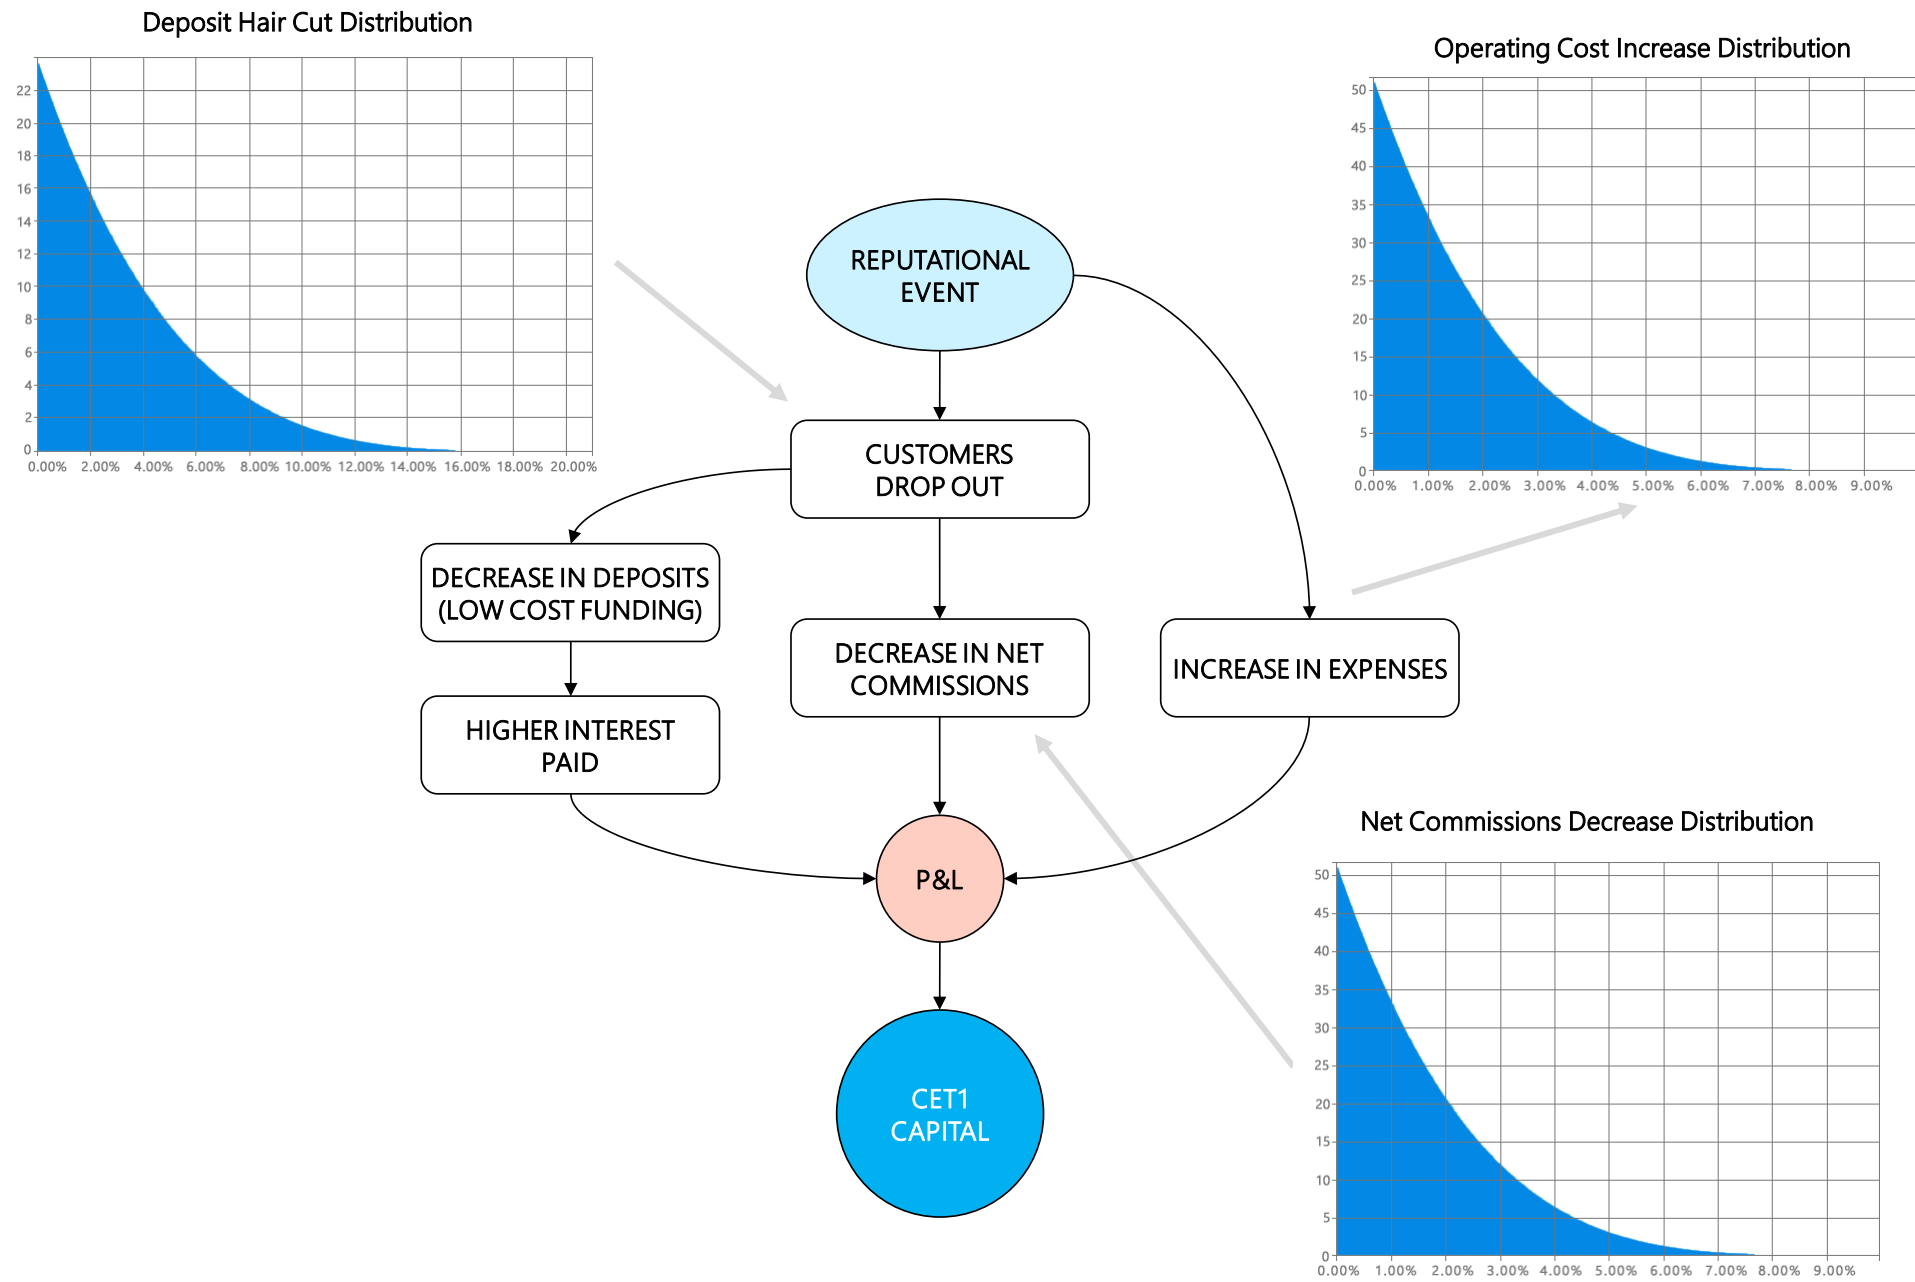 Deposit Hair Cut Distribution
22
20
18
16
14
12
10
8
6
4
2
0
0.00% 2.00% 4.00% 6.00% 8.00% 10.00% 12.00% 14.00% 16.00% 18.00% 20.00%
Operating Cost Increase Distribution
50
45
40
35
30
25
20
15
10
5
0
0.00% 1.00% 2.00% 3.00% 4.00% 5.00% 6.00% 7.00% 8.00% 9.00%
REPUTATIONAL
EVENT
CUSTOMERS
DROP OUT
DECREASE IN DEPOSITS
(LOW COST FUNDING)
DECREASE IN NET
COMMISSIONS
INCREASE IN EXPENSES
HIGHER INTEREST
PAID
P&L
CET1
CAPITAL
Net Commissions Decrease Distribution
50
45
40
35
30
25
20
15
10
5
0
0.00% 1.00% 2.00% 3.00% 4.00% 5.00% 6.00% 7.00% 8.00% 9.00%